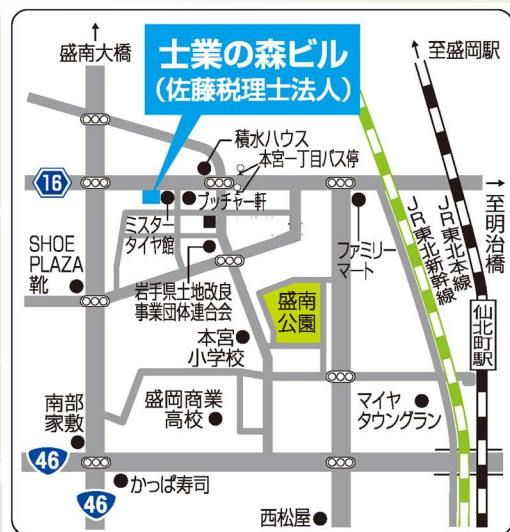 盛南大橋
士業の森ビル
(佐藤税理士法人)
至盛岡駅
積水ハウス
本宮一丁目バス停
16
ミスター
タイヤ館
ブッチャー軒
至明治橋
SHOE
PLAZA
靴
岩手県土地改良
事業団体連合会
ファミリー
マート
JR東北新幹線
JR東北本線
仙北町駅
盛南
公園
本宮
小学校
南部
家敷
盛岡商業
高校
マイヤ
タウングラン
46
かっぱ寿司
46
西松屋